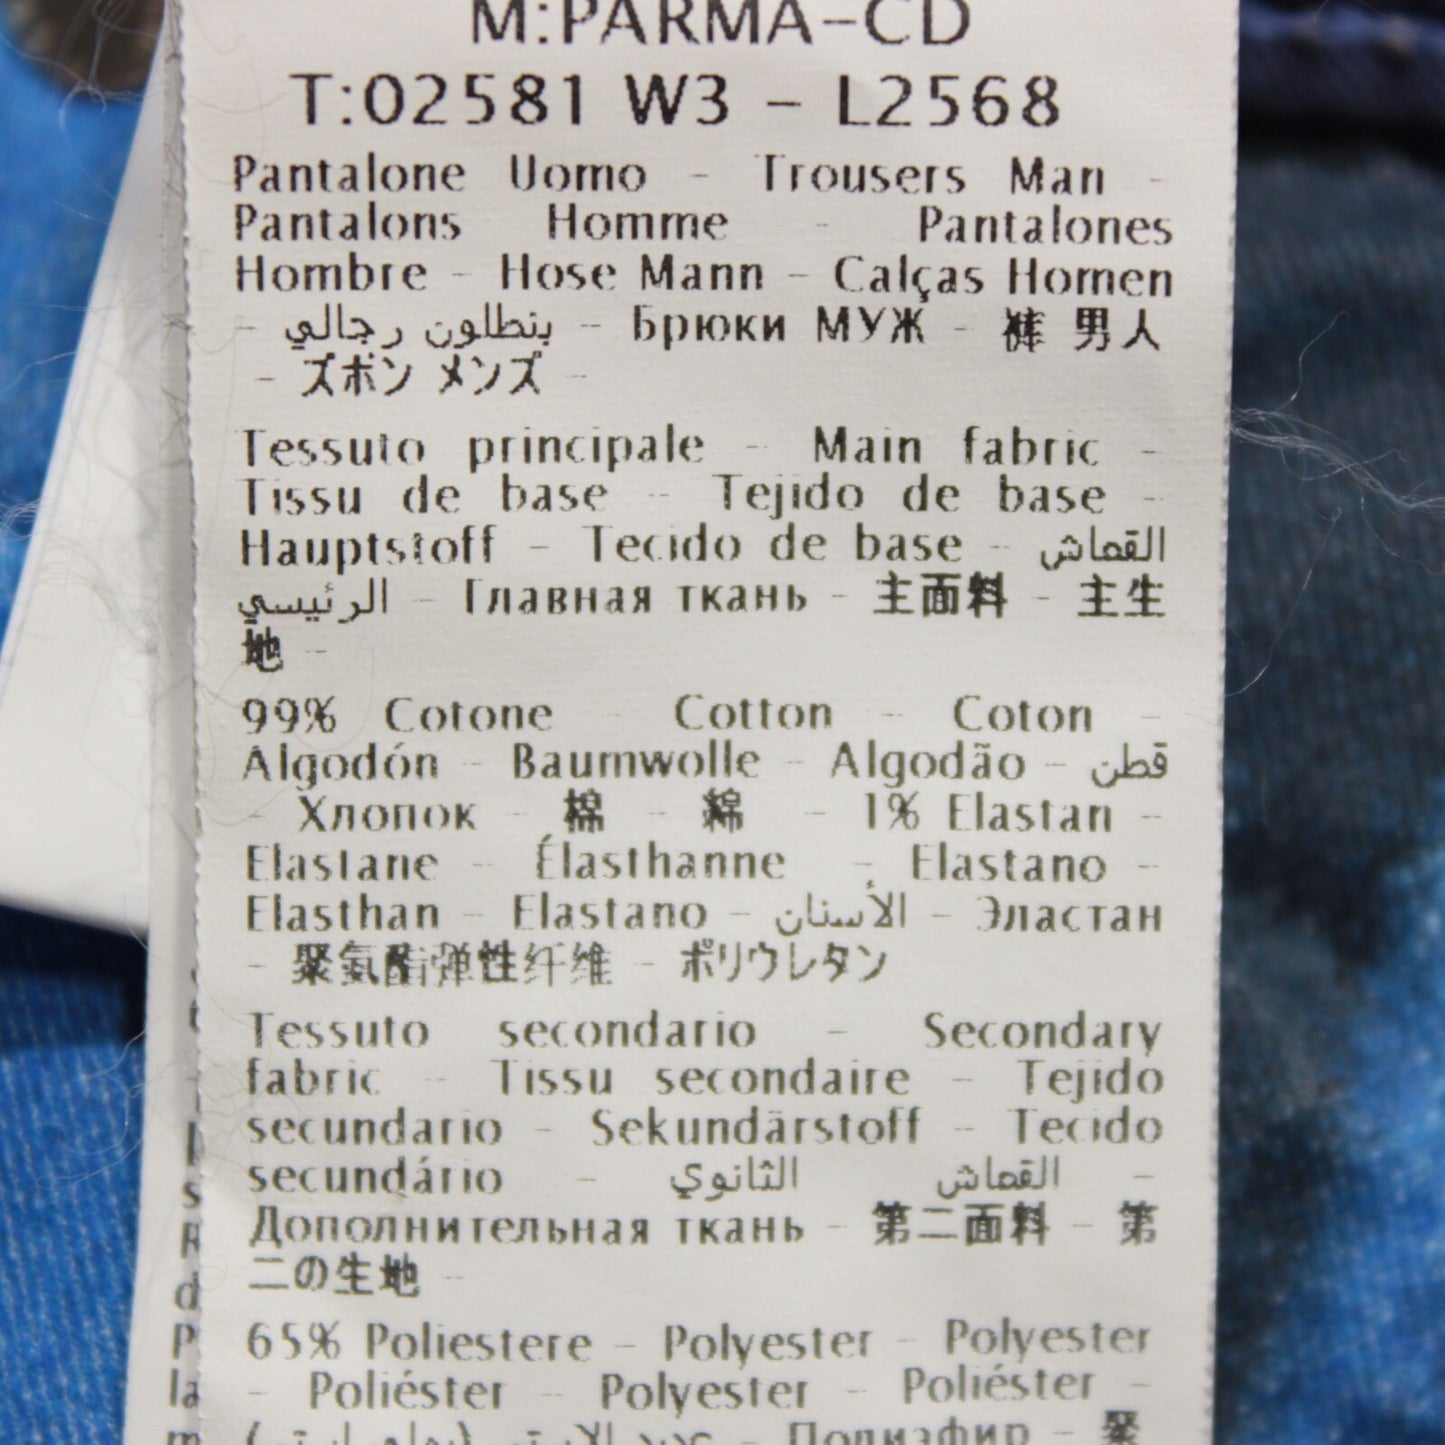 M:PARMA-CD
T:02581 W3 - L2568
Pantalone Uomo - Trousers Man -
Pantalons Homme - Pantalones
Hombre - Hose Mann - Calças Homen
- بنطلون رجالي - Брюки МУЖ - 裤 男人
- ズボン メンズ -
Tessuto principale - Main fabric -
Tissu de base - Tejido de base -
Hauptstoff - Tecido de base - القماش
الرئيسي - Главная ткань - 主面料 - 主生
地 -
99% Cotone - Cotton - Coton -
Algodón - Baumwolle - Algodão - قطن
- Хлопок - 棉 - 綿 - 1% Elastan -
Elastane - Élasthanne - Elastano -
Elasthan - Elastano - الأسنان - Эластан
- 聚氨酯弹性纤维 - ポリウレタン
Tessuto secondario - Secondary
fabric - Tissu secondaire - Tejido
secundario - Sekundärstoff - Tecido
secundário - القماش الثانوي -
Дополнительная ткань - 第二面料 - 第
二の生地 -
65% Poliestere - Polyester - Polyester
- Poliéster - Polyester - Poliéster -
Полиэфир - 聚